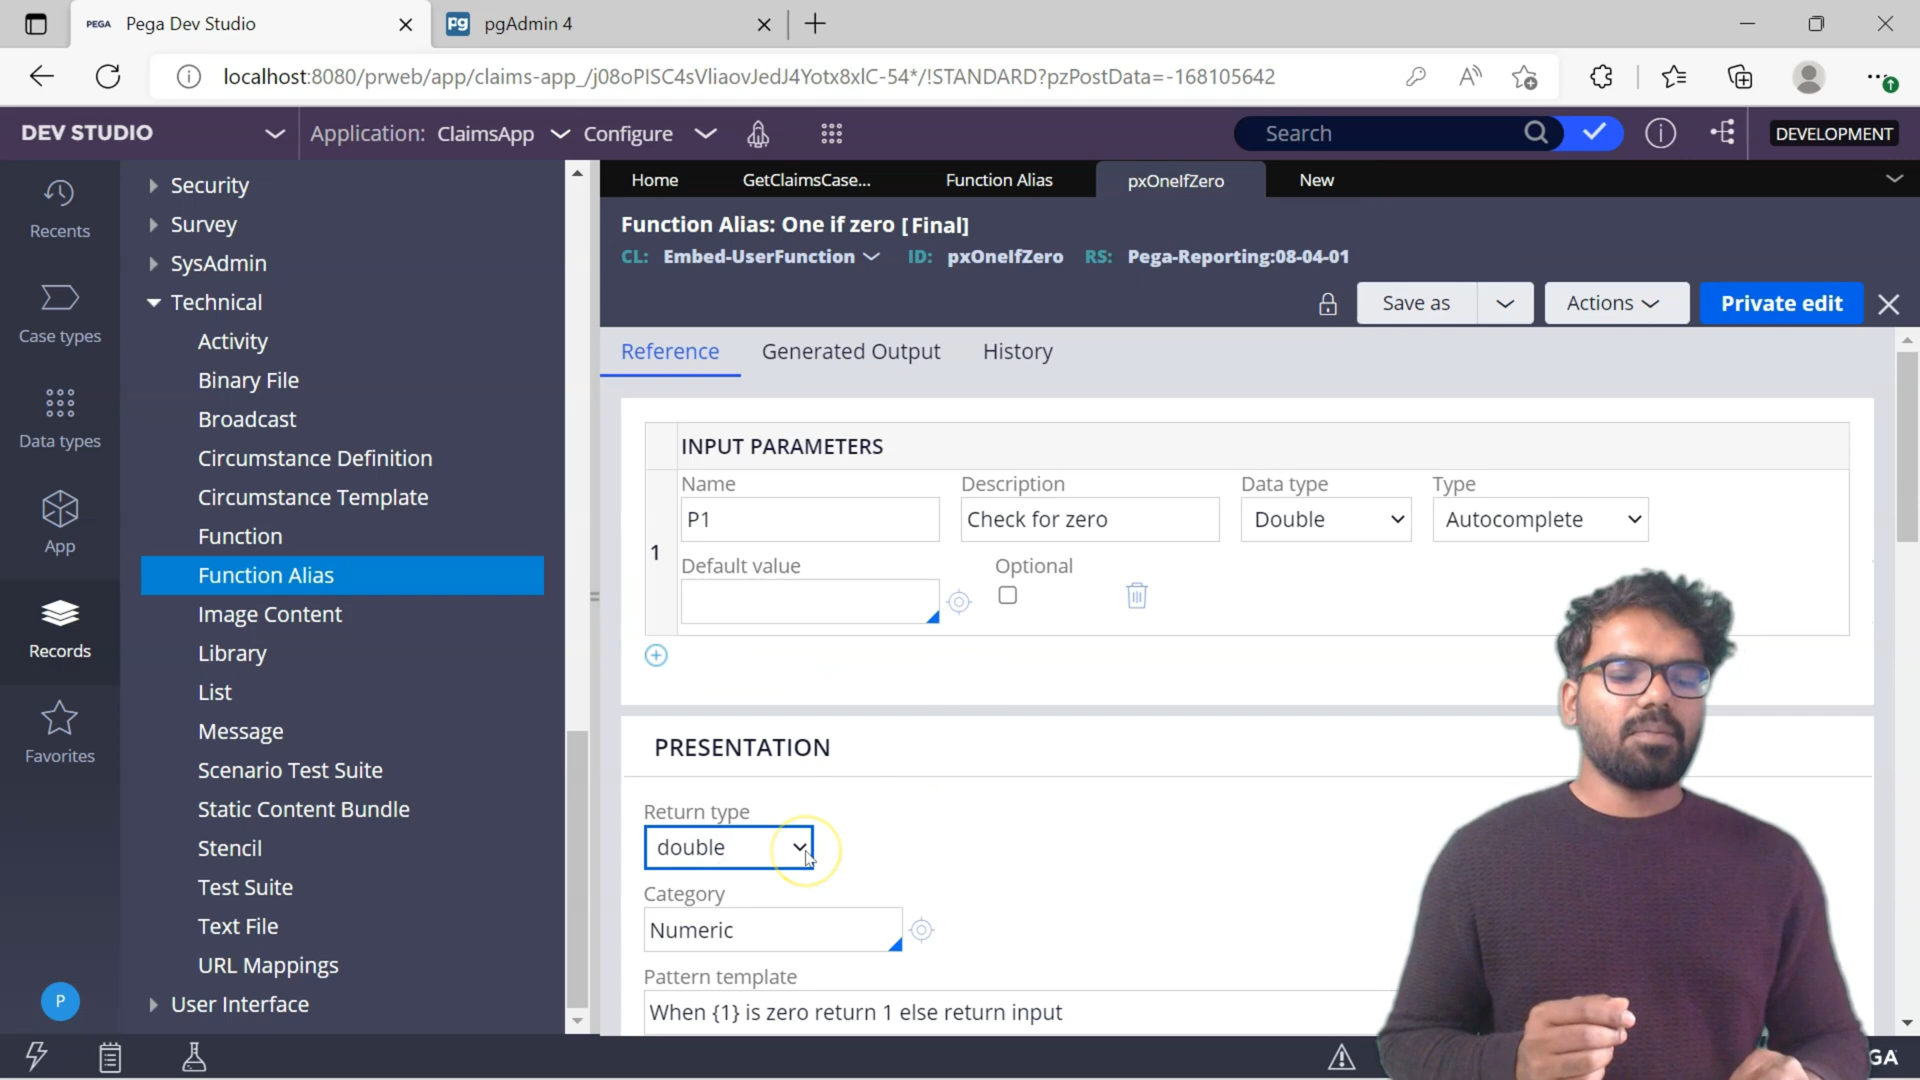 PEGA Pega Dev Studio
Pg pgAdmin 4
localhost:8080/prweb/app/claims-app_/j08oPISC4sVliaovJedJ4Yotx8xlC-54*/!STANDARD?pzPostData=-168105642
DEV STUDIO
Application: ClaimsApp
Configure
Search
DEVELOPMENT
Recents
Case types
Data types
App
Records
Favorites
P
Security
Survey
SysAdmin
Technical
Activity
Binary File
Broadcast
Circumstance Definition
Circumstance Template
Function
Function Alias
Image Content
Library
List
Message
Scenario Test Suite
Static Content Bundle
Stencil
Test Suite
Text File
URL Mappings
User Interface
Home GetClaimsCase... Function Alias pxOneIfZero New
Function Alias: One if zero [Final]
CL: Embed-UserFunction ID: pxOneIfZero RS: Pega-Reporting:08-04-01
Save as Actions Private edit
Reference Generated Output History
INPUT PARAMETERS
Name Description Data type Type
1 P1 Check for zero Double Autocomplete
Default value Optional
PRESENTATION
Return type
double
Category
Numeric
Pattern template
When {1} is zero return 1 else return input
GA